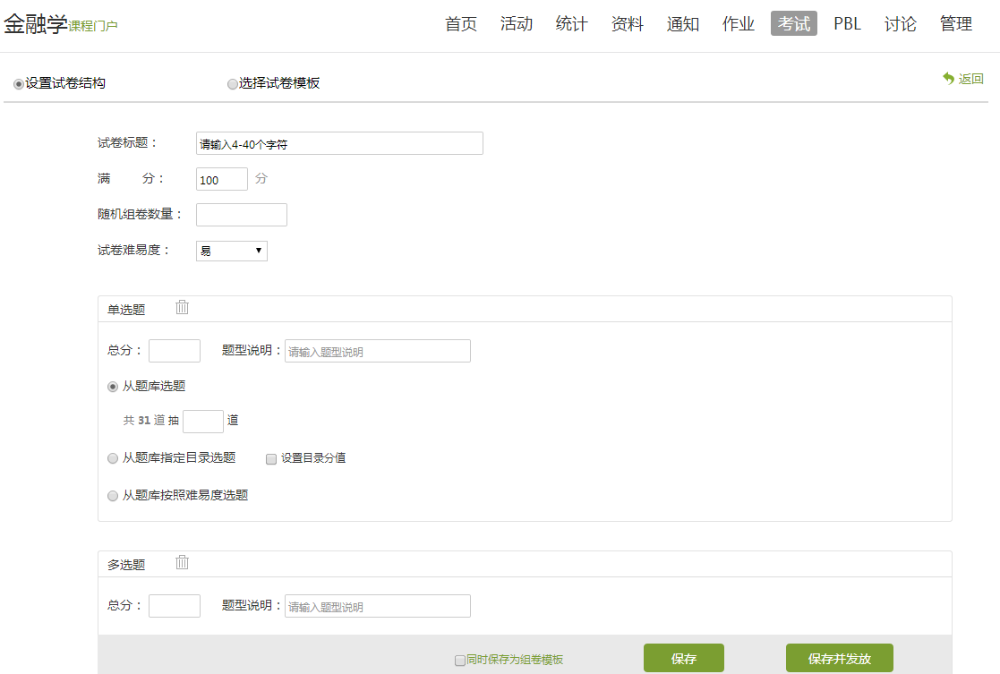 金融学课程门户 首页 活动 统计 资料 通知 作业 考试 PBL 讨论 管理
设置试卷结构 选择试卷模板 返回
试卷标题： 请输入4-40个字符
满 分： 100 分
随机组卷数量：
试卷难易度： 易
单选题
总分： 题型说明： 请输入题型说明
从题库选题
共 31 道 抽 道
从题库指定目录选题 设置目录分值
从题库按照难易度选题
多选题
总分： 题型说明： 请输入题型说明
同时保存为组卷模板 保存 保存并发放